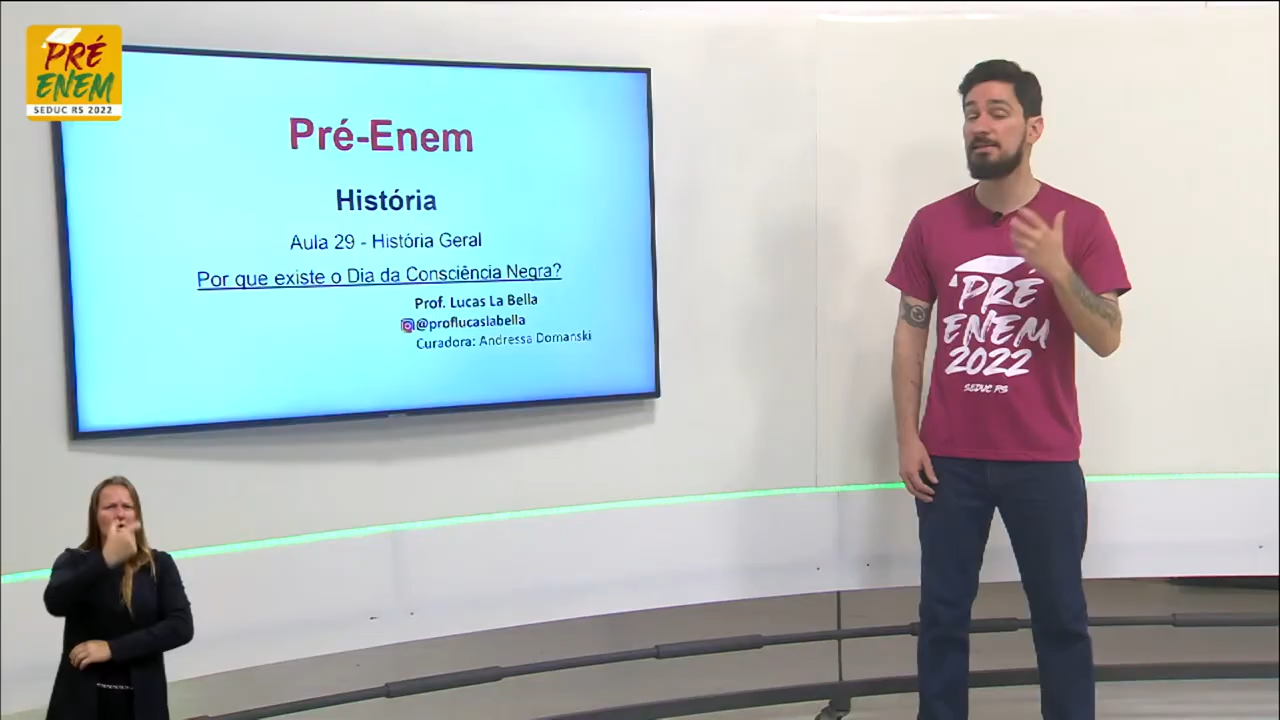 PRÉ
ENEM
SEDUC RS 2022
Pré-Enem
História
Aula 29 - História Geral
Por que existe o Dia da Consciência Negra?
Prof. Lucas La Bella
@proflucaslabella
Curadora: Andressa Domanski
PRÉ
ENEM
2022
SEDUC RS